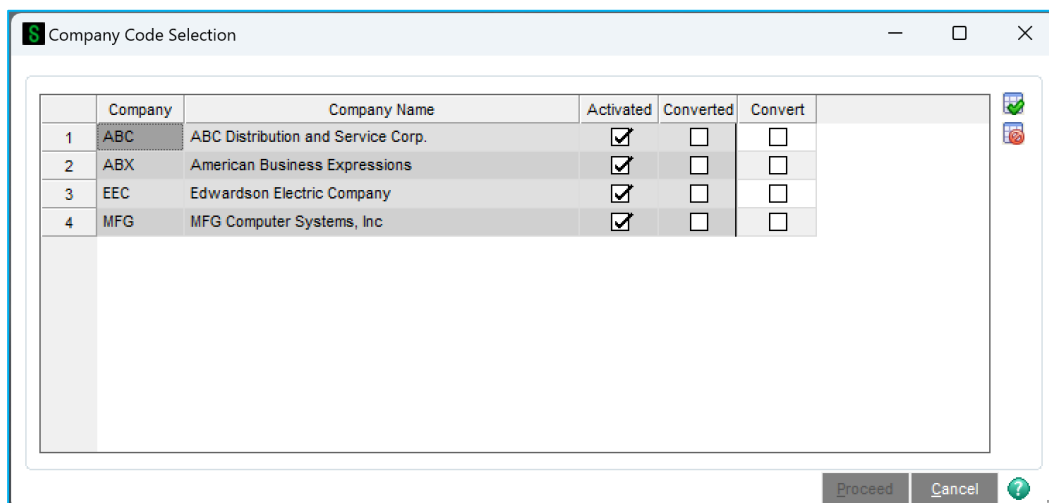 S Company Code Selection
Company Company Name Activated Converted Convert
1 ABC ABC Distribution and Service Corp.
2 ABX American Business Expressions
3 EEC Edwardson Electric Company
4 MFG MFG Computer Systems, Inc
Proceed Cancel ?